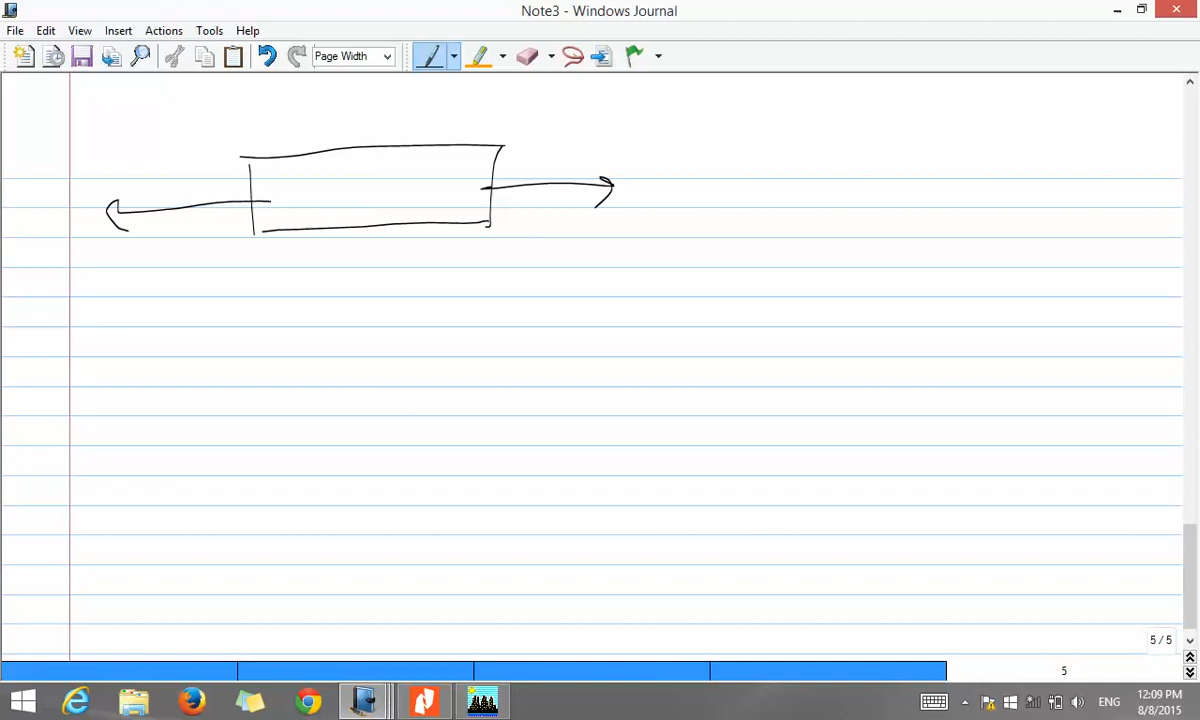 Note3 - Windows Journal
File Edit View Insert Actions Tools Help
Page Width
5 / 5
5
ENG
12:09 PM
8/8/2015